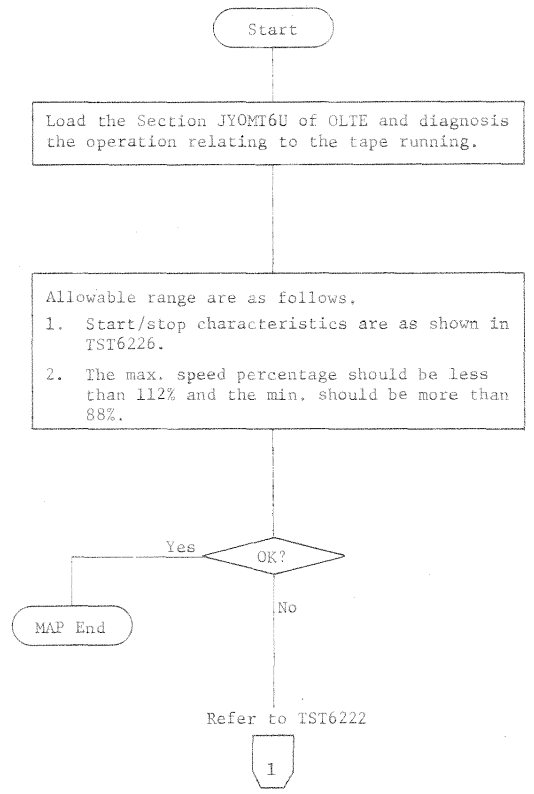 Start
Load the Section JYOMT6U of OLTE and diagnosis
the operation relating to the tape running.
Allowable range are as follows.
1. Start/stop characteristics are as shown in
TST6226.
2. The max. speed percentage should be less
than 112% and the min. should be more than
88%.
Yes
OK?
No
MAP End
Refer to TST6222
1